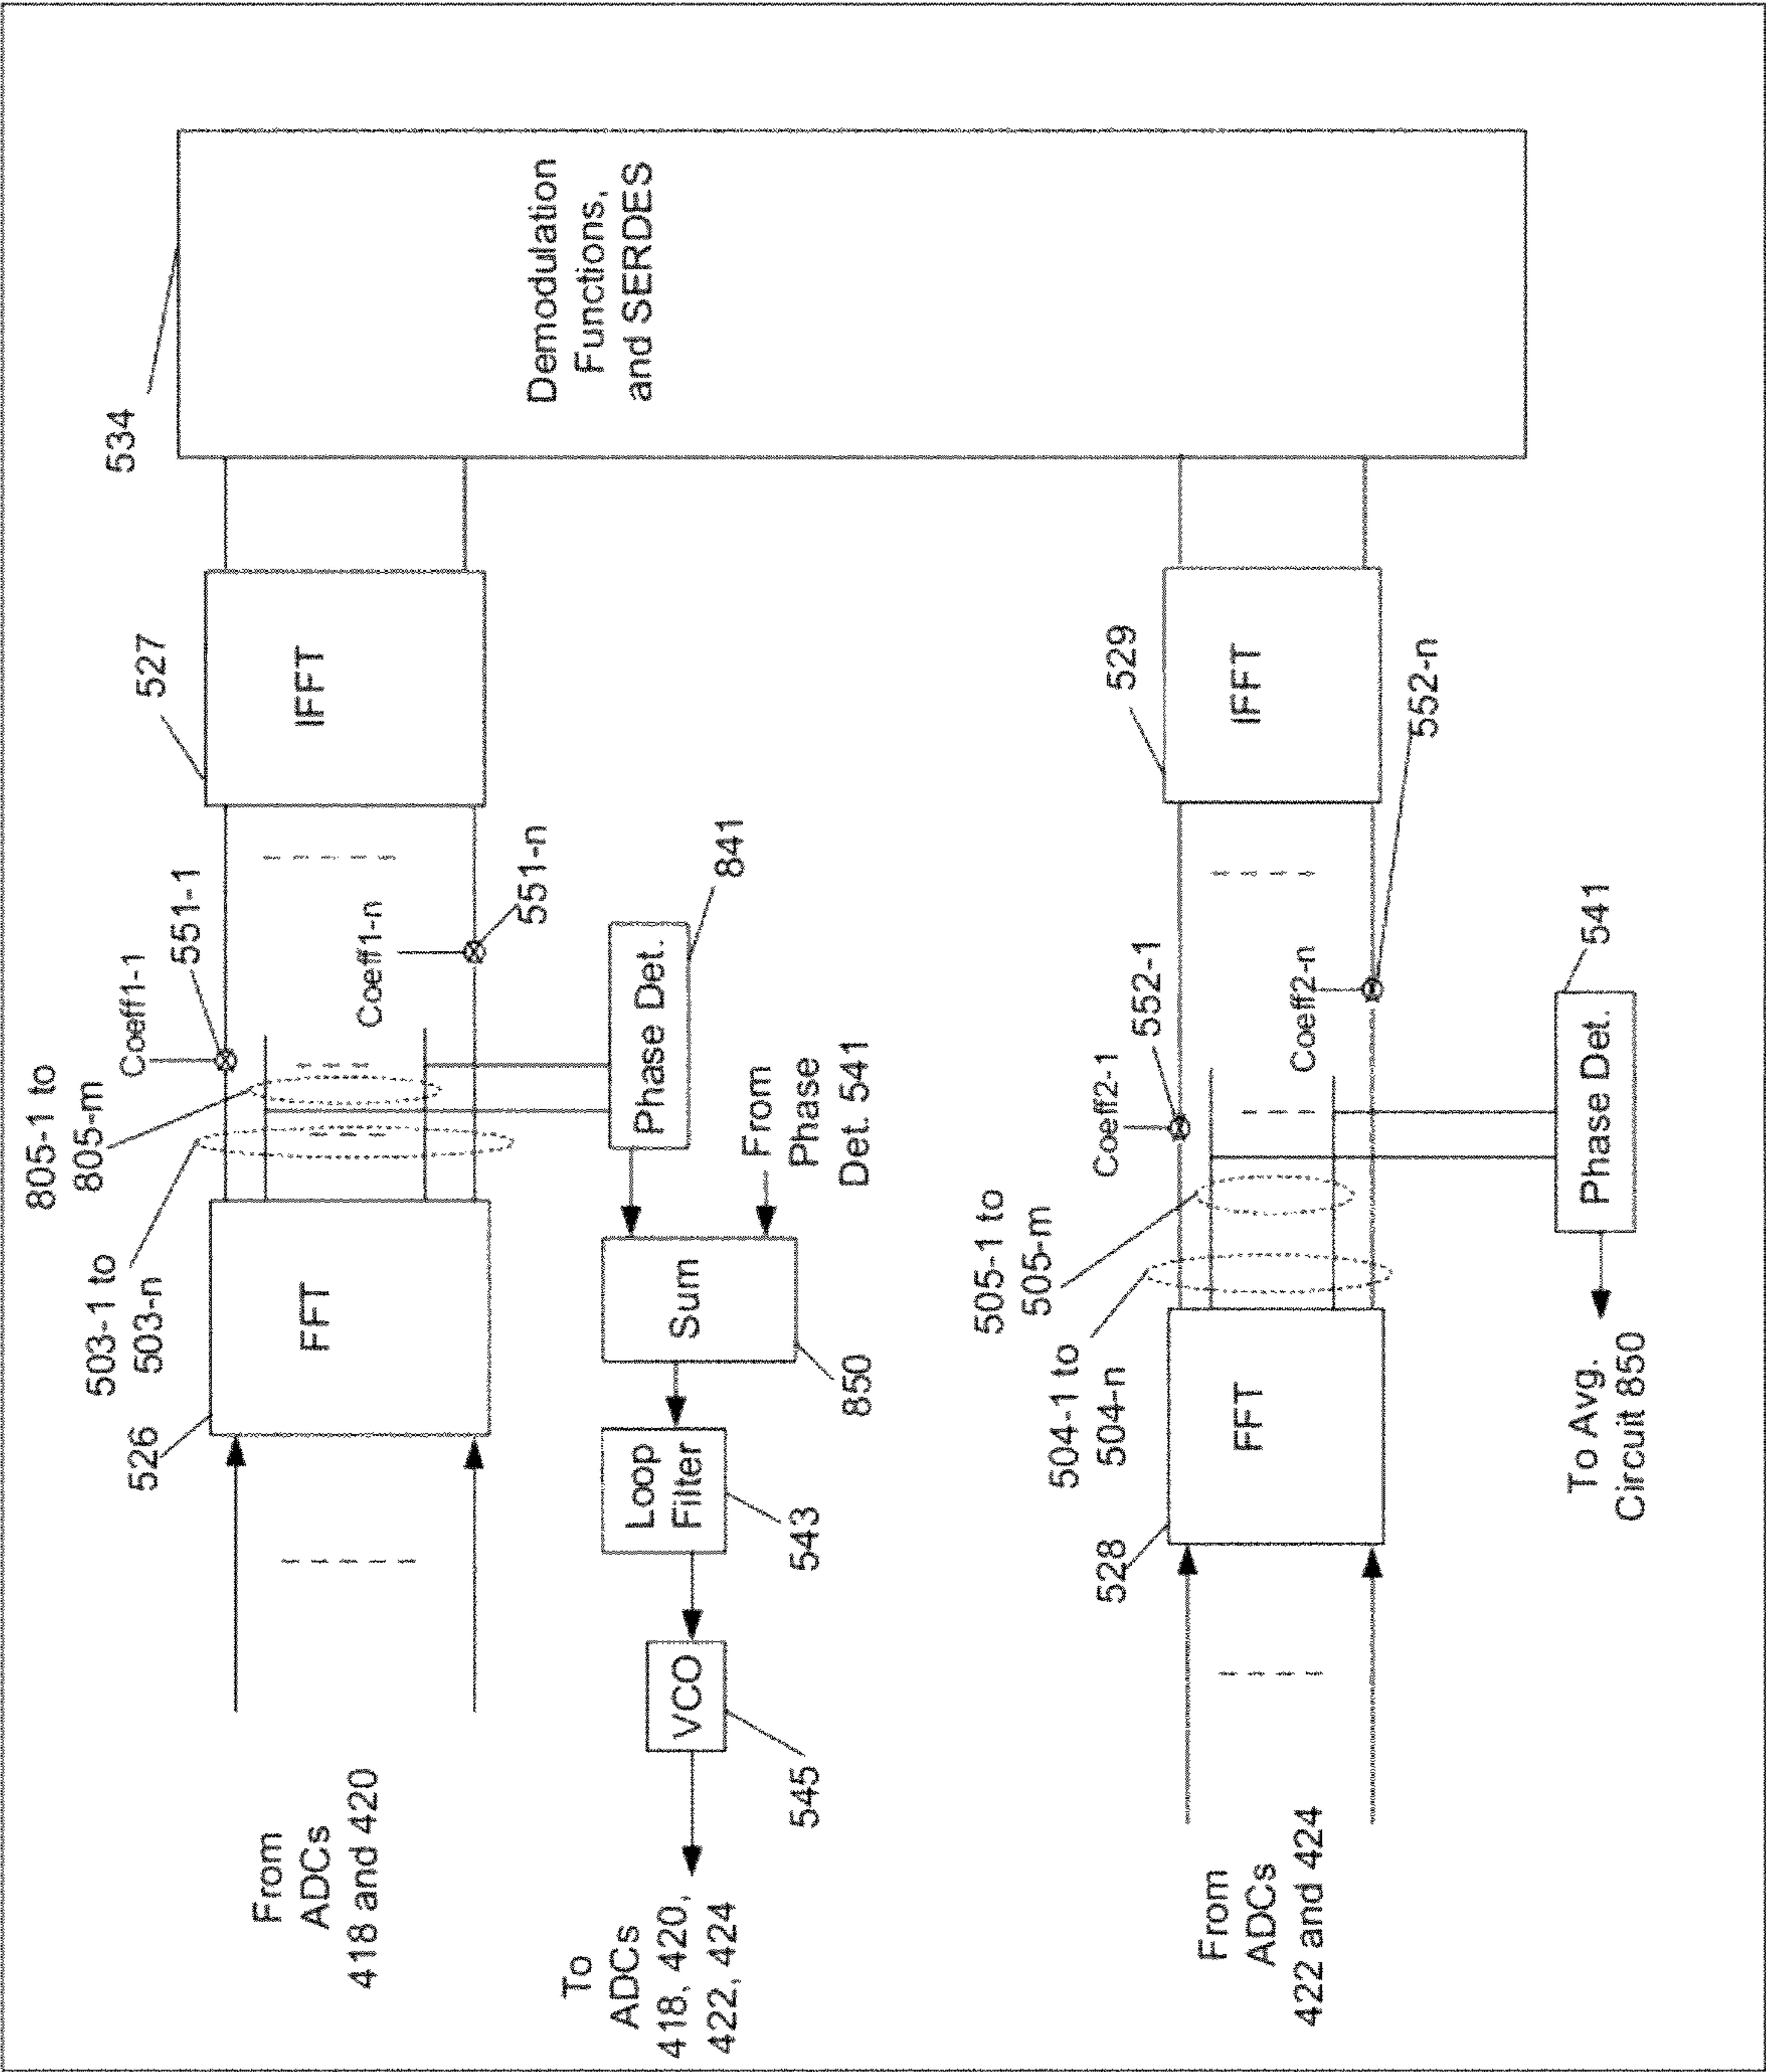 534
Demodulation
Functions,
and SERDES
527
IFFT
805-1 to
805-m
Coeff1-1
551-1
Coeff1-n
551-n
503-1 to
503-n
526
FFT
From
ADCs
418 and 420
Phase Det.
841
From
Phase
Det. 541
Sum
850
Loop
Filter
543
VCO
545
To
ADCs
418, 420,
422, 424
529
IFFT
552-n
Coeff2-1
552-1
Coeff2-n
505-1 to
505-m
504-1 to
504-n
528
FFT
From
ADCs
422 and 424
541
Phase Det.
To Avg.
Circuit 850